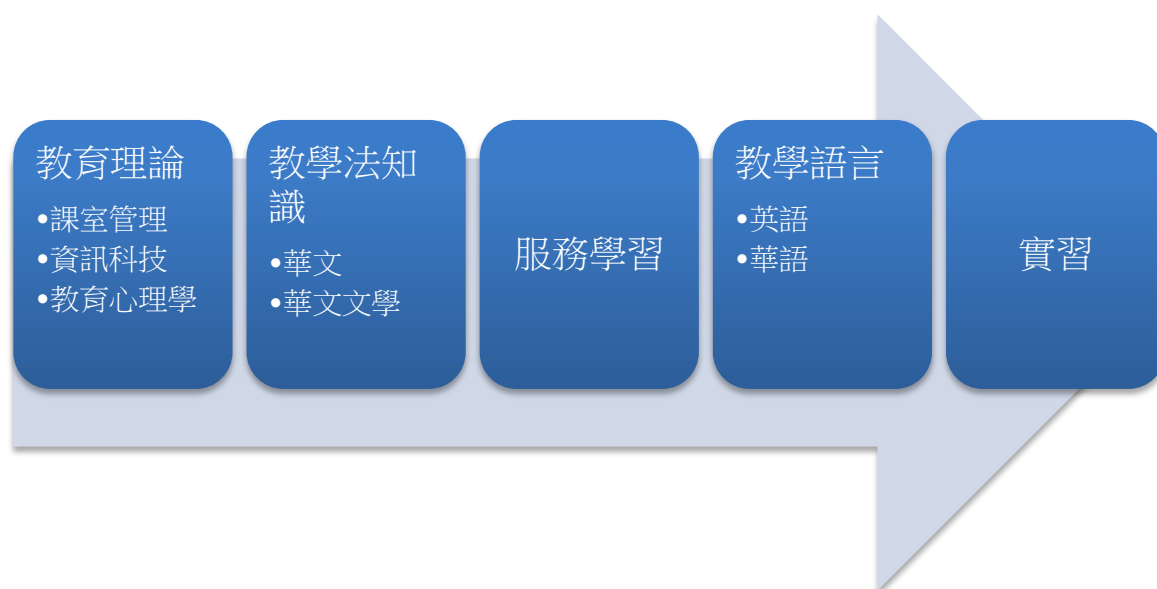 教育理論
•課室管理
•資訊科技
•教育心理學
教學法知
識
•華文
•華文文學
服務學習
教學語言
•英語
•華語
實習